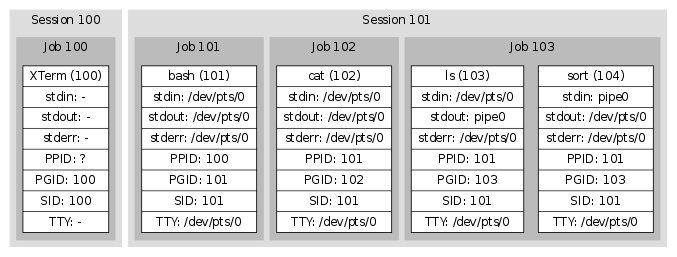 Session 100
Session 101
Job 100
Job 101
Job 102
Job 103
XTerm (100)
stdin: -
stdout: -
stderr: -
PPID: ?
PGID: 100
SID: 100
TTY: -
bash (101)
stdin: /dev/pts/0
stdout: /dev/pts/0
stderr: /dev/pts/0
PPID: 100
PGID: 101
SID: 101
TTY: /dev/pts/0
cat (102)
stdin: /dev/pts/0
stdout: /dev/pts/0
stderr: /dev/pts/0
PPID: 101
PGID: 102
SID: 101
TTY: /dev/pts/0
ls (103)
stdin: /dev/pts/0
stdout: pipe0
stderr: /dev/pts/0
PPID: 101
PGID: 103
SID: 101
TTY: /dev/pts/0
sort (104)
stdin: pipe0
stdout: /dev/pts/0
stderr: /dev/pts/0
PPID: 101
PGID: 103
SID: 101
TTY: /dev/pts/0